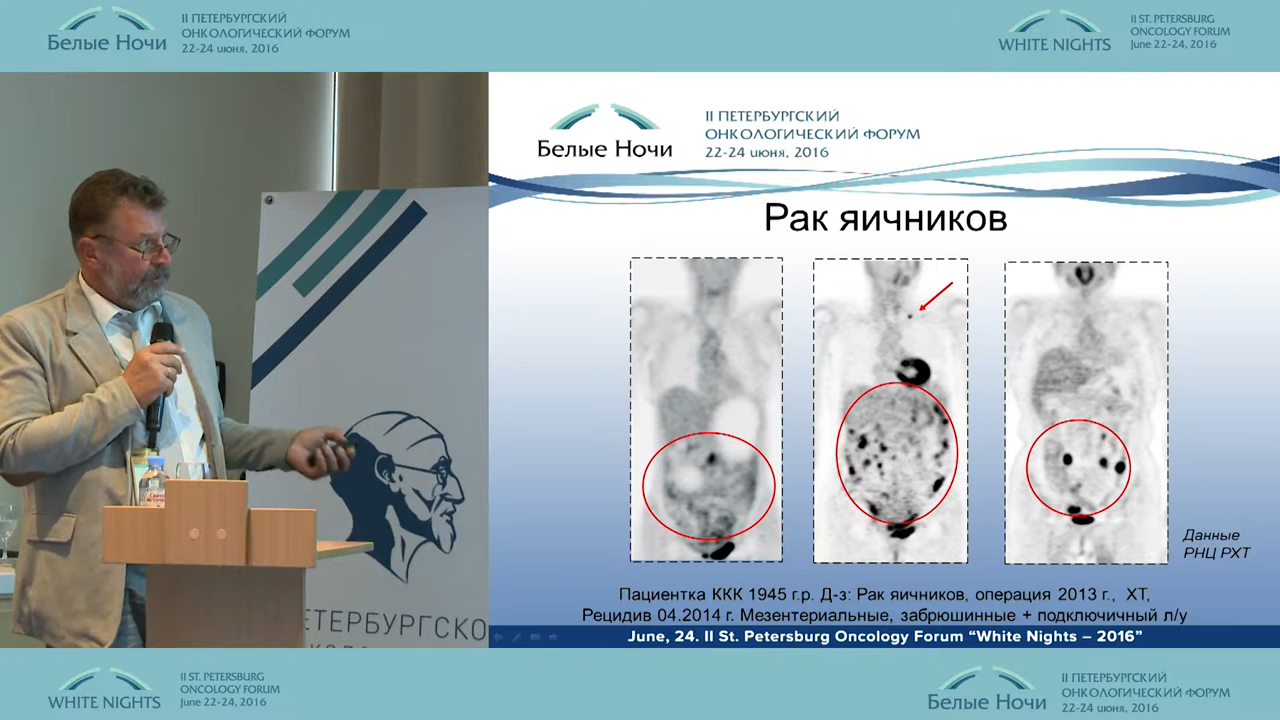 Белые Ночи
II ПЕТЕРБУРГСКИЙ
ОНКОЛОГИЧЕСКИЙ ФОРУМ
22-24 июня, 2016
WHITE NIGHTS
II ST. PETERSBURG
ONCOLOGY FORUM
June 22-24, 2016
Белые Ночи
II ПЕТЕРБУРГСКИЙ
ОНКОЛОГИЧЕСКИЙ ФОРУМ
22-24 июня, 2016
Рак яичников
Данные
РНЦ РХТ
Пациентка ККК 1945 г.р. Д-з: Рак яичников, операция 2013 г., ХТ,
Рецидив 04.2014 г. Мезентериальные, забрюшинные + подключичный л/у
June, 24. II St. Petersburg Oncology Forum “White Nights – 2016”
ЕТЕРБУРГСКО
WHITE NIGHTS
II ST. PETERSBURG
ONCOLOGY FORUM
June 22-24, 2016
Белые Ночи
II ПЕТЕРБУРГСКИЙ
ОНКОЛОГИЧЕСКИЙ ФОРУМ
22-24 июня, 2016